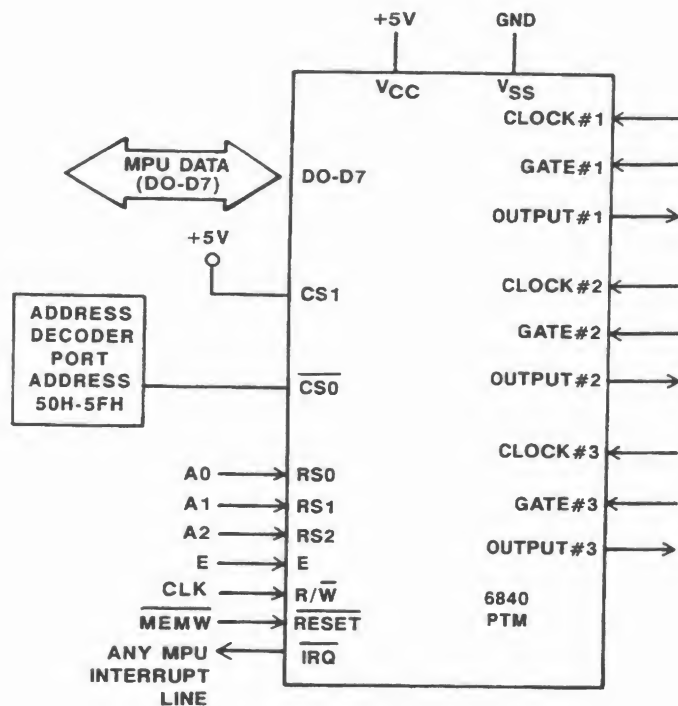 +5V GND
VCC VSS
CLOCK#1
GATE#1
MPU DATA
(DO-D7)
DO-D7
OUTPUT#1
+5V
CLOCK#2
CS1
GATE#2
ADDRESS
DECODER
PORT
ADDRESS
50H-5FH
CS0
OUTPUT#2
CLOCK#3
A0 RS0
A1 RS1
GATE#3
A2 RS2
OUTPUT#3
E E
CLK R/W
6840
PTM
MEMW RESET
ANY MPU
INTERRUPT
LINE
IRQ